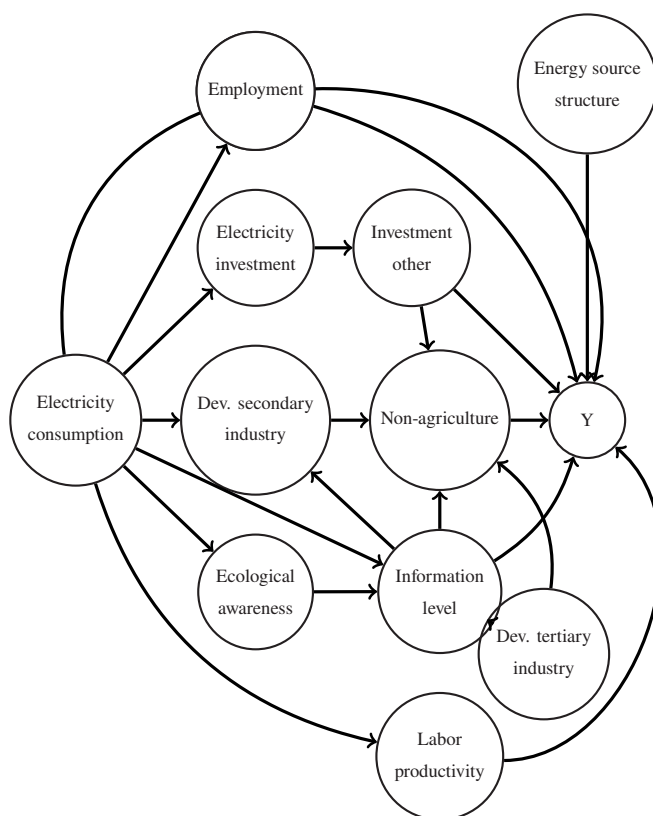 Energy source
structure
Employment
Electricity
investment
Investment
other
Electricity
consumption
Dev. secondary
industry
Non-agriculture
Y
Ecological
awareness
Information
level
Dev. tertiary
industry
Labor
productivity